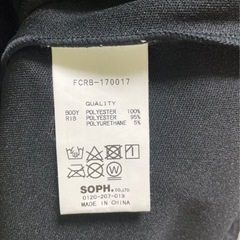 FCRB-170017
QUALITY
BODY POLYESTER 100%
RIB POLYESTER 95%
POLYURETHANE 5%
SOPH.CO.,LTD.
0120-207-019
MADE IN CHINA